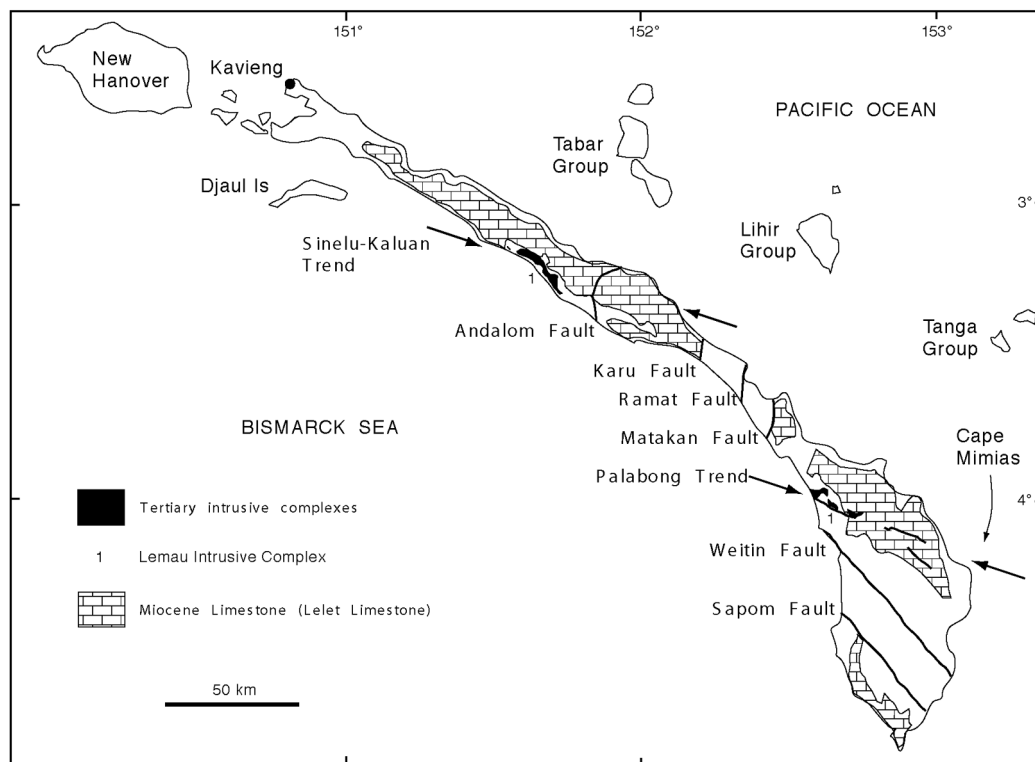 151°
152°
153°
New
Hanover
Kavieng
PACIFIC OCEAN
Tabar
Group
Djaul Is
3°
Lihir
Group
Sinelu-Kaluan
Trend
1
Andalom Fault
Tanga
Group
Karu Fault
Ramat Fault
BISMARCK SEA
Matakan Fault
Cape
Mimias
Palabong Trend
4°
Tertiary intrusive complexes
1
Weitin Fault
1 Lemau Intrusive Complex
Sapom Fault
Miocene Limestone (Lelet Limestone)
50 km